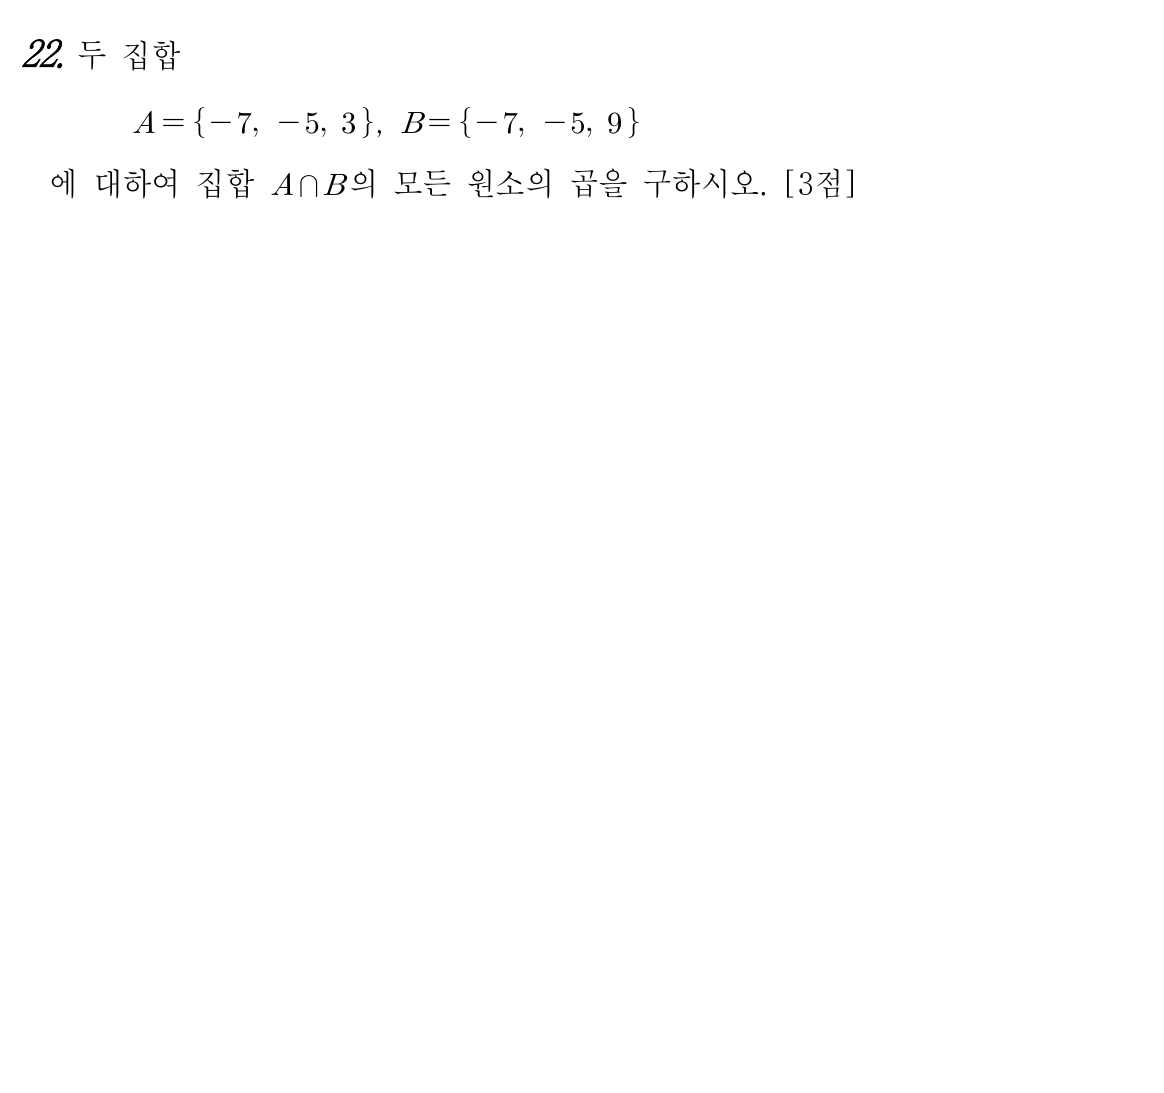 22. 두 집합
A={-7, -5, 3}, B={-7, -5, 9}
에 대하여 집합 A∩B의 모든 원소의 곱을 구하시오. [3점]